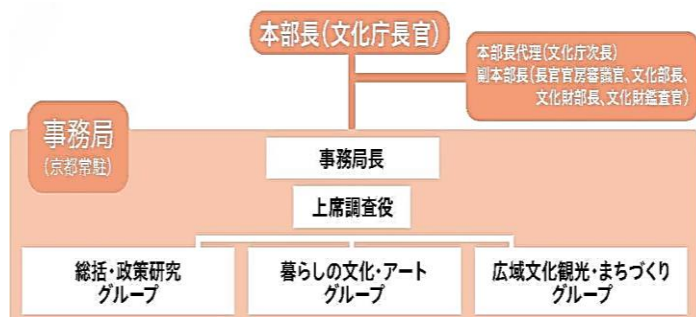 本部長(文化庁長官)
本部長代理(文化庁次長)
副本部長(長官官房審議官、文化部長、
文化財部長、文化財鑑査官)
事務局
(京都常駐)
事務局長
上席調査役
総括・政策研究
グループ
暮らしの文化・アート
グループ
広域文化観光・まちづくり
グループ